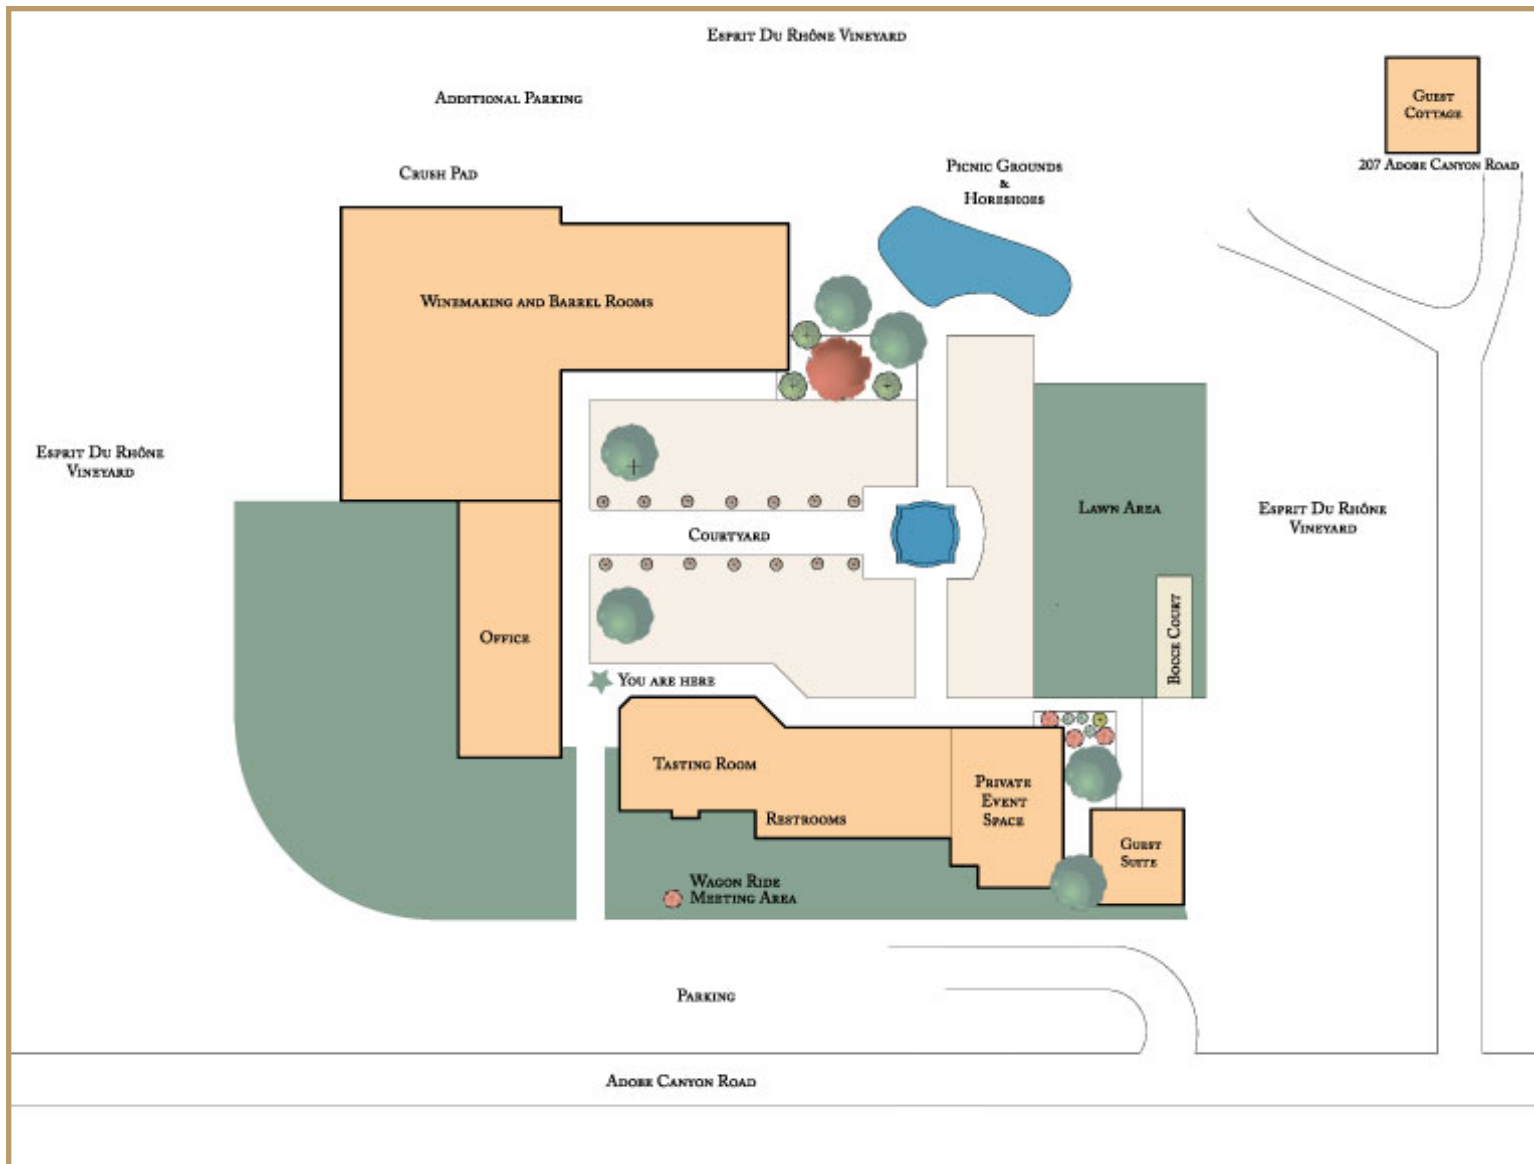 Esprit Du Rhône Vineyard
Additional Parking
Guest
Cottage
207 Adobe Canyon Road
Crush Pad
Picnic Grounds
&
Horeshoes
Winemaking and Barrel Rooms
Esprit Du Rhône
Vineyard
Lawn Area
Esprit Du Rhône
Vineyard
Courtyard
Office
Bocce Court
You are here
Tasting Room
Private
Event
Space
Restrooms
Guest
Suite
Wagon Ride
Meeting Area
Parking
Adobe Canyon Road